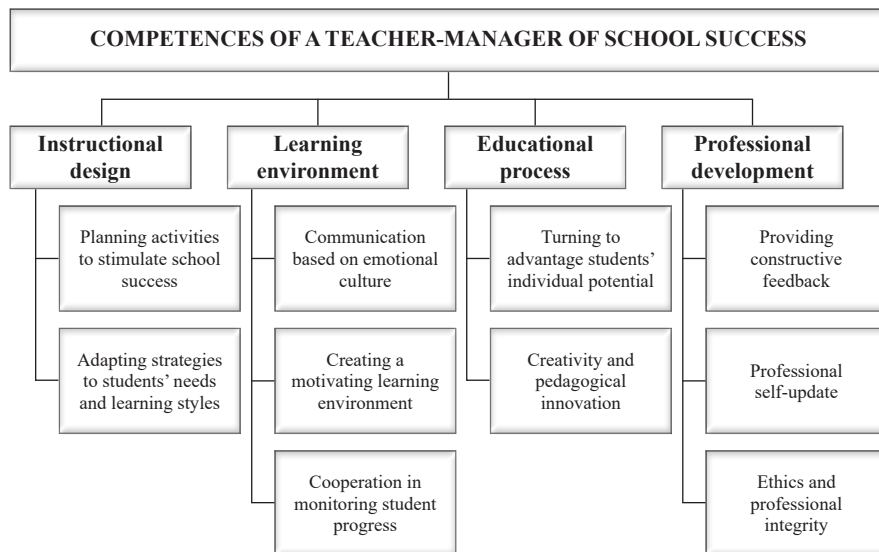 COMPETENCES OF A TEACHER-MANAGER OF SCHOOL SUCCESS
Instructional
design
Planning activities
to stimulate school
success
Adapting strategies
to students’ needs
and learning styles
Learning
environment
Communication
based on emotional
culture
Creating a
motivating learning
environment
Cooperation in
monitoring student
progress
Educational
process
Turning to
advantage students’
individual potential
Creativity and
pedagogical
innovation
Professional
development
Providing
constructive
feedback
Professional
self-update
Ethics and
professional
integrity